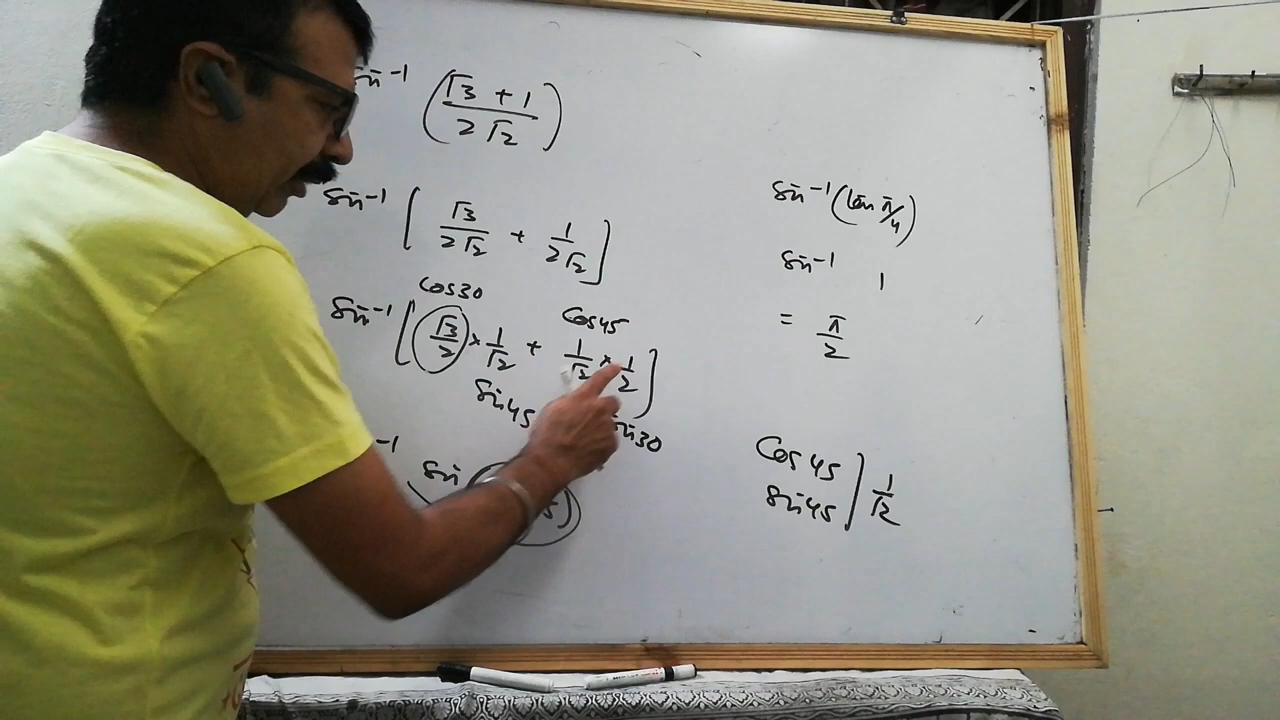 sin⁻¹ (√3 + 1 / 2√2)
sin⁻¹ [√3 / 2√2 + 1 / 2√2]
cos30 cos45
sin⁻¹ [√3/2 × 1/√2 + 1/√2 × 1/2]
sin45 sin30
⁻¹ sin
sin⁻¹ (tan π/4)
sin⁻¹ 1
= π/2
cos 45
sin45 ] 1/√2